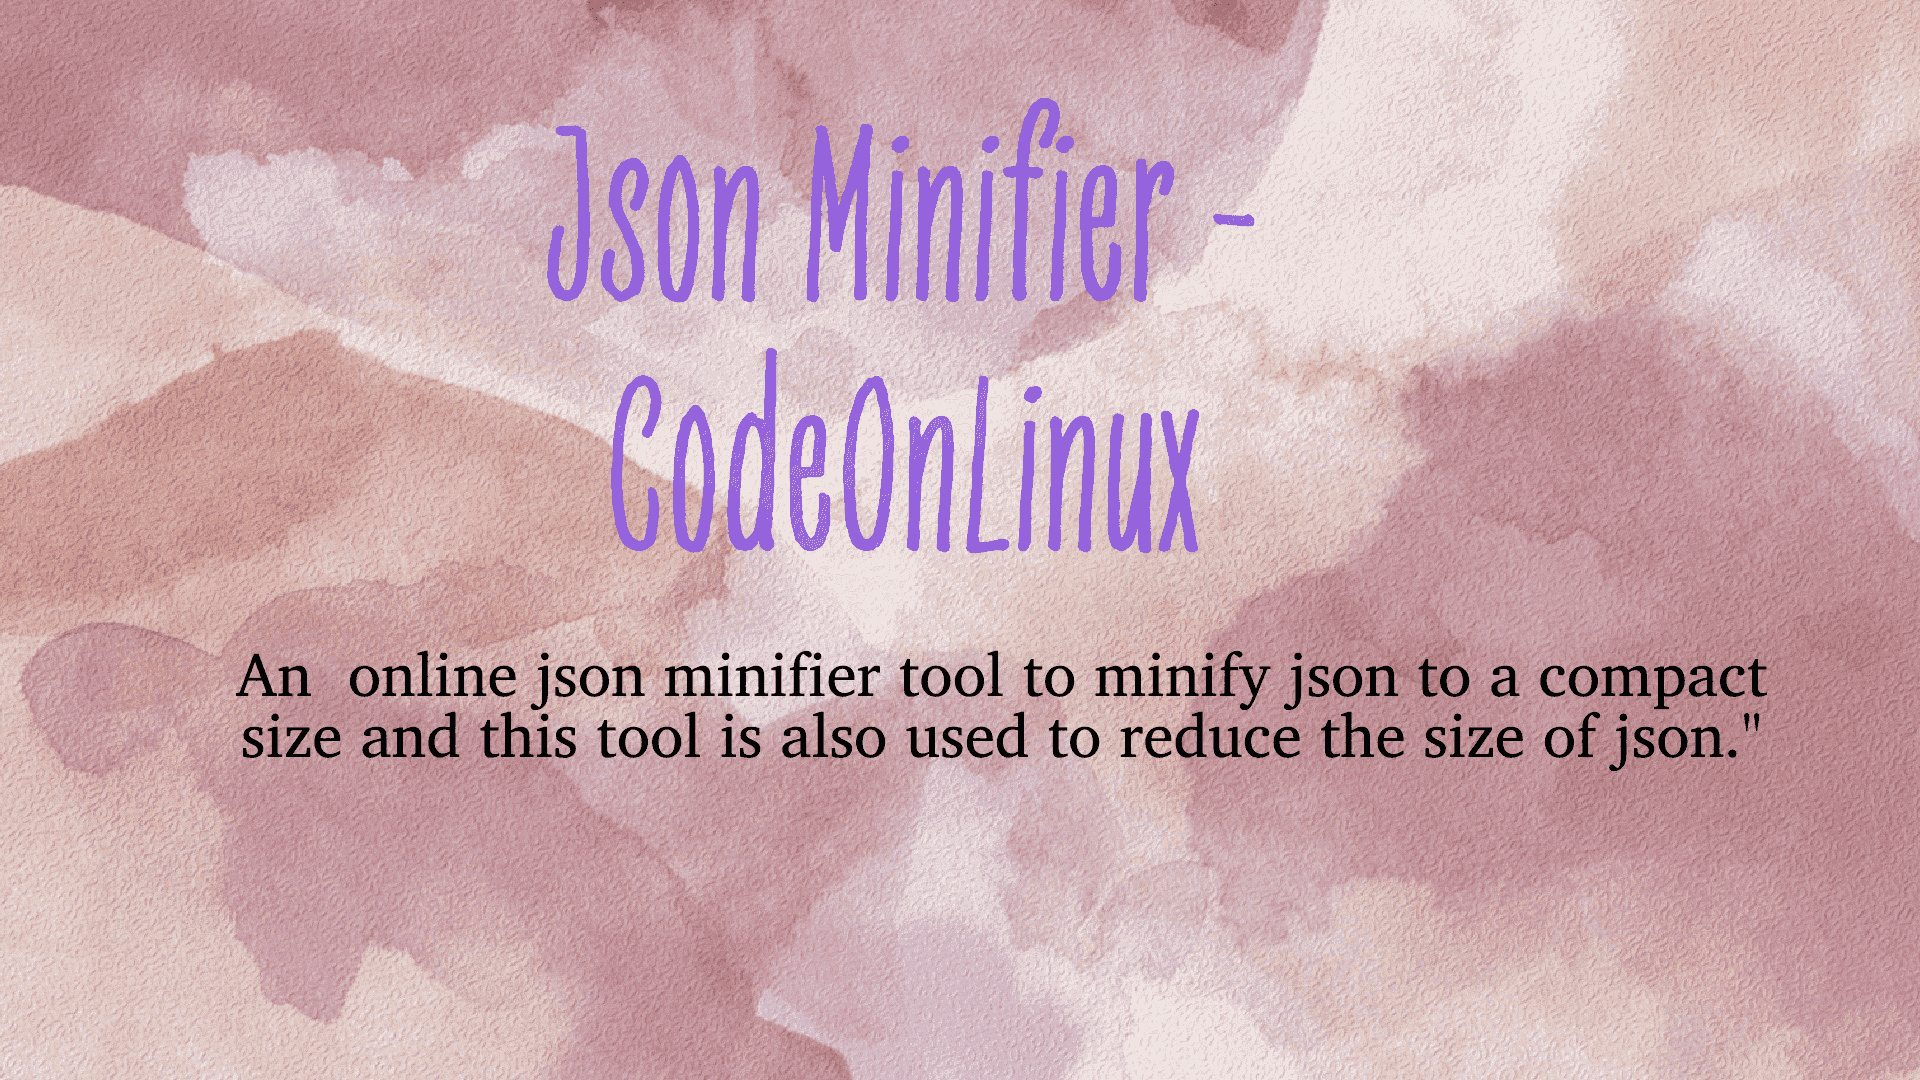 Json Minifier -
CodeOnLinux
An  online json minifier tool to minify json to a compact
size and this tool is also used to reduce the size of json."